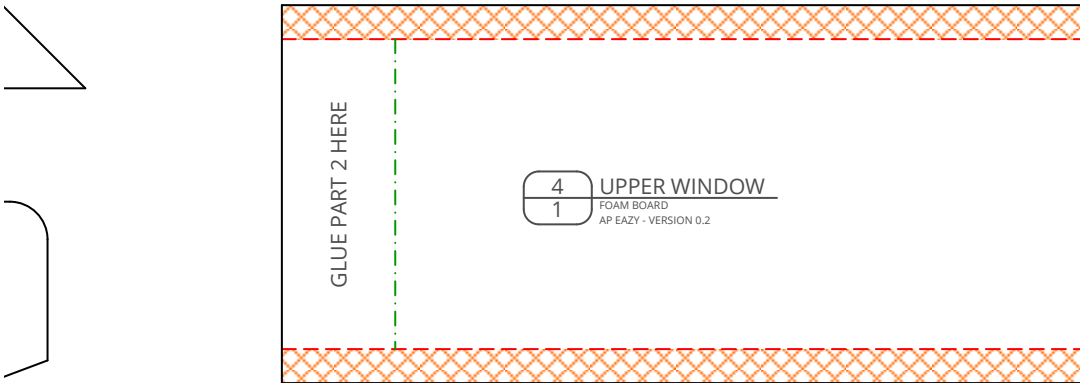 GLUE PART 2 HERE
4
1
UPPER WINDOW
FOAM BOARD
AP EAZY - VERSION 0.2